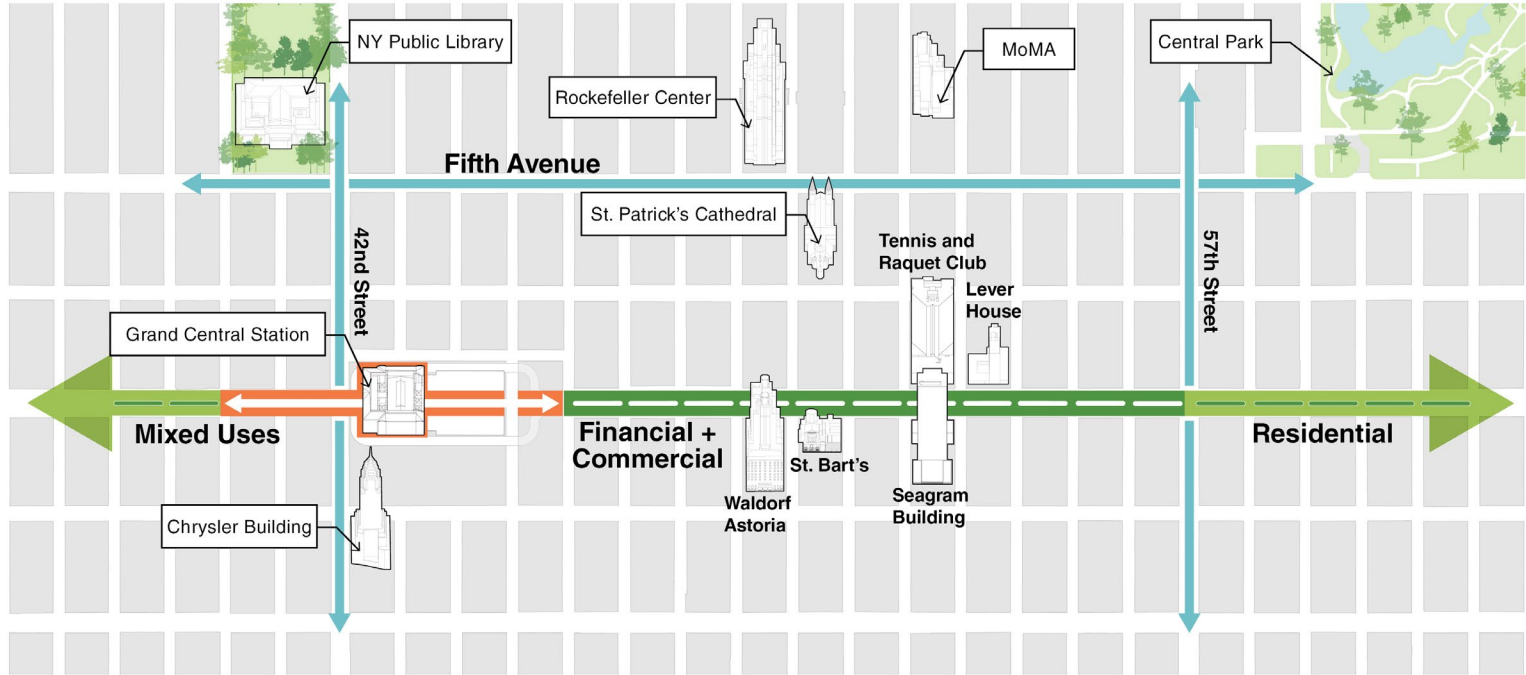 NY Public Library
MoMA
Central Park
Rockefeller Center
Fifth Avenue
St. Patrick's Cathedral
42nd Street
57th Street
Tennis and
Raquet Club
Lever
House
Grand Central Station
Mixed Uses
Financial +
Commercial
Residential
St. Bart's
Waldorf
Astoria
Seagram
Building
Chrysler Building